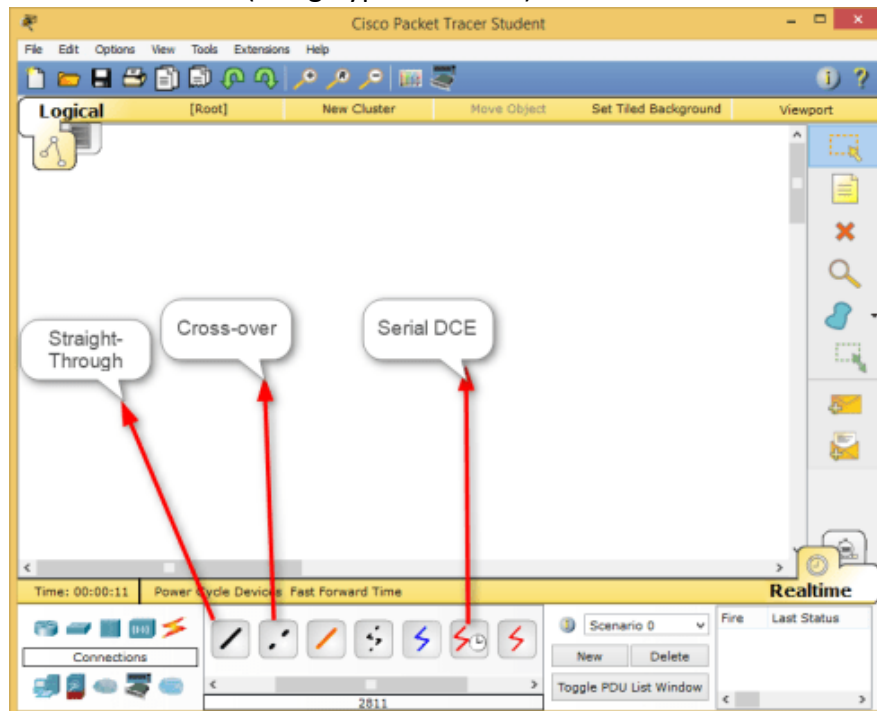 Cisco Packet Tracer Student
File Edit Options View Tools Extensions Help
Logical [Root] New Cluster Move Object Set Tiled Background Viewport
Straight-
Through
Cross-over
Serial DCE
Time: 00:00:11 Power Cycle Devices Fast Forward Time Realtime
Scenario 0
Fire Last Status
Connections
New Delete
Toggle PDU List Window
2811